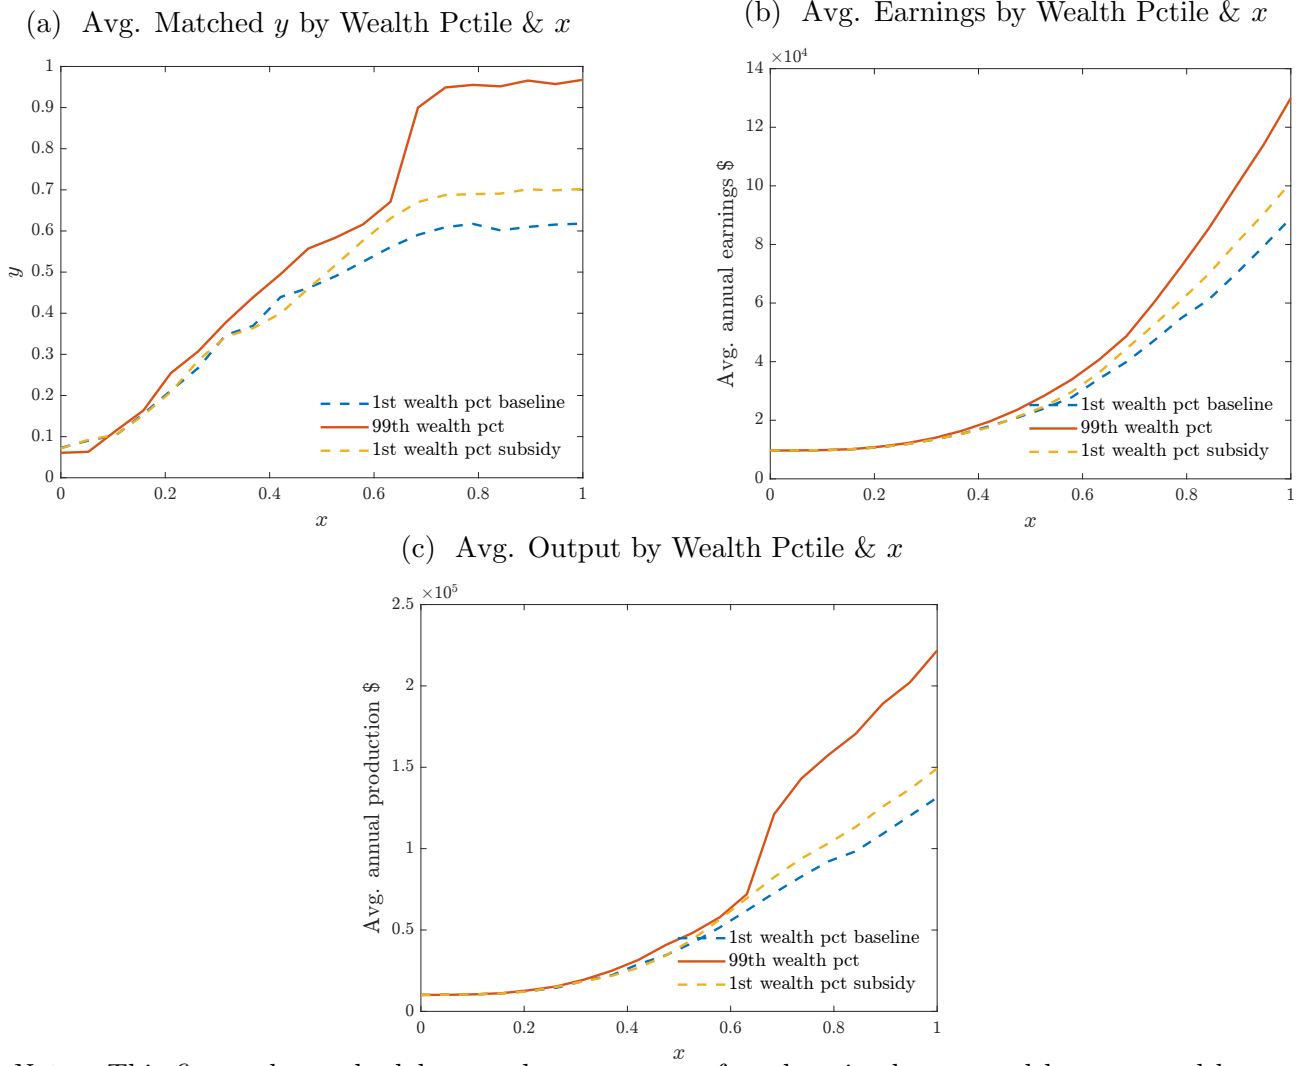 (a) Avg. Matched y by Wealth Pctile & x
1
0.9
0.8
0.7
0.6
0.5
0.4
0.3
0.2
0.1
0
y
0 0.2 0.4 0.6 0.8 1
x
1st wealth pct baseline
99th wealth pct
1st wealth pct subsidy
(b) Avg. Earnings by Wealth Pctile & x
×10⁴
14
12
10
8
6
4
2
0
Avg. annual earnings $
0 0.2 0.4 0.6 0.8 1
x
1st wealth pct baseline
99th wealth pct
1st wealth pct subsidy
(c) Avg. Output by Wealth Pctile & x
×10⁵
2.5
2
1.5
1
0.5
0
Avg. annual production $
0 0.2 0.4 0.6 0.8 1
x
1st wealth pct baseline
99th wealth pct
1st wealth pct subsidy